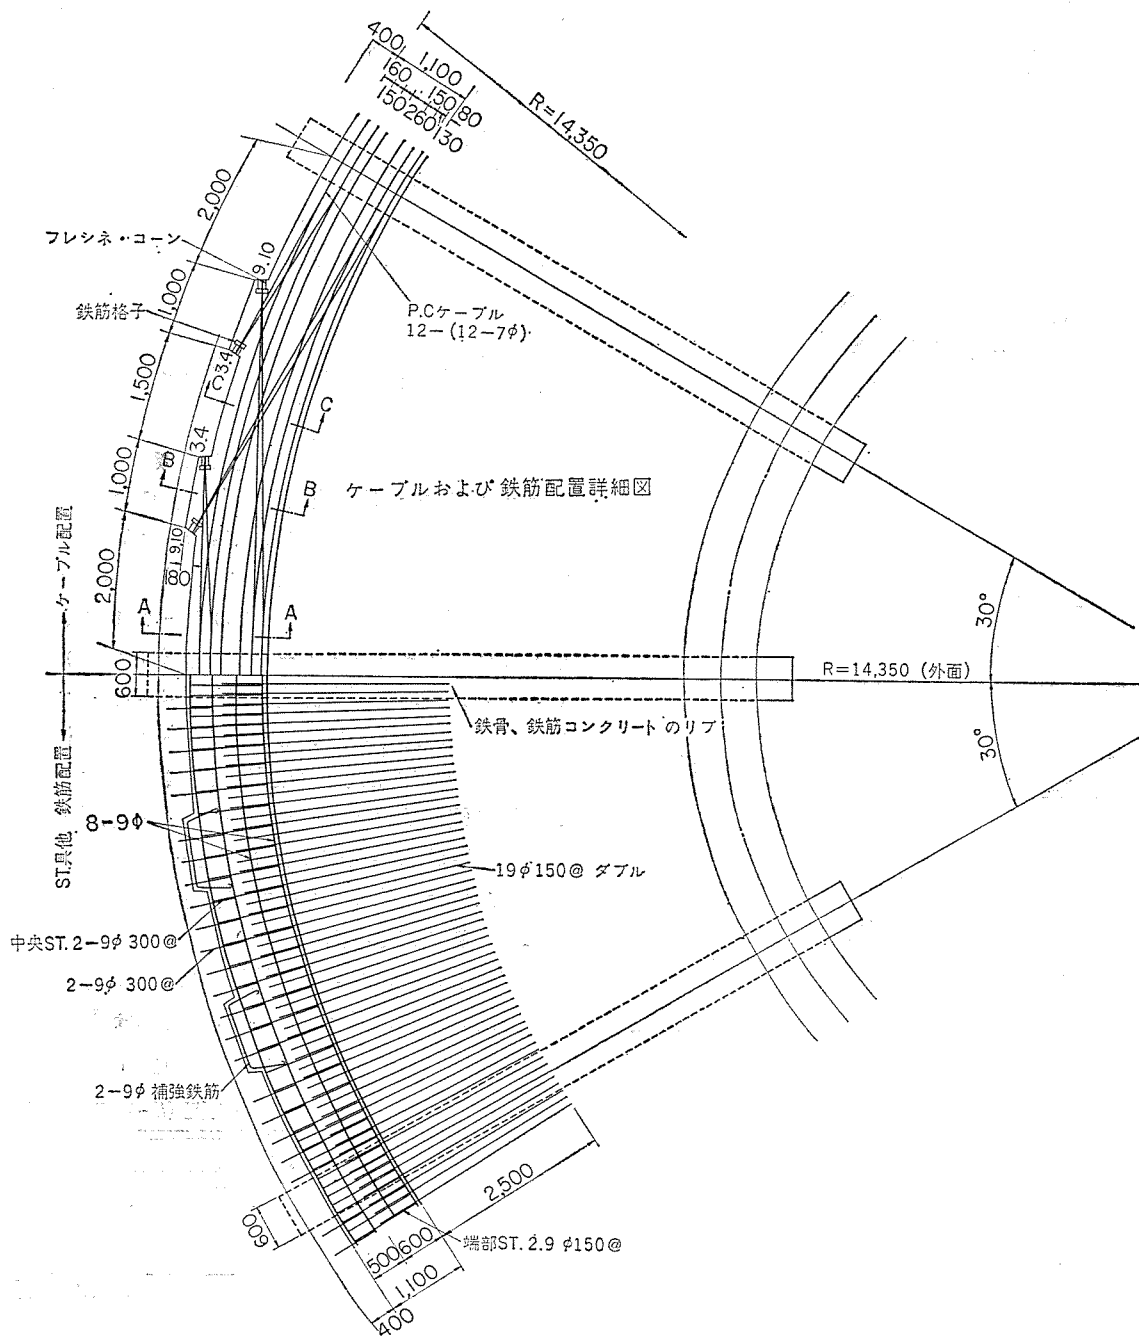 400
1,100
160
150
80
150
260
130
R=14,350
2,000
フレシネ・コーン
9.10
1,000
鉄筋格子
P.Cケーブル
12-(12-7φ)
3.4
C
1,500
C
3.4
B
1,000
B
ケーブルおよび鉄筋配置詳細図
9.10
2,000
ケーブル配置
A
A
30°
600
R=14,350 (外面)
鉄骨、鉄筋コンクリートのリブ
30°
ST.具他 鉄筋配置
8-9φ
19φ150@ ダブル
中央ST.2-9φ 300@
2-9φ 300@
2-9φ 補強鉄筋
2,500
600
端部ST.2.9 φ150@
500
600
1,100
400